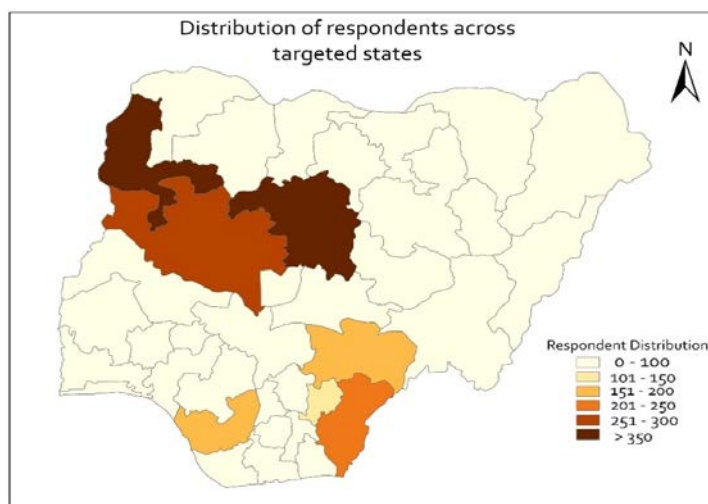 Distribution of respondents across
targeted states
N
Respondent Distribution
0 - 100
101 - 150
151 - 200
201 - 250
251 - 300
> 350